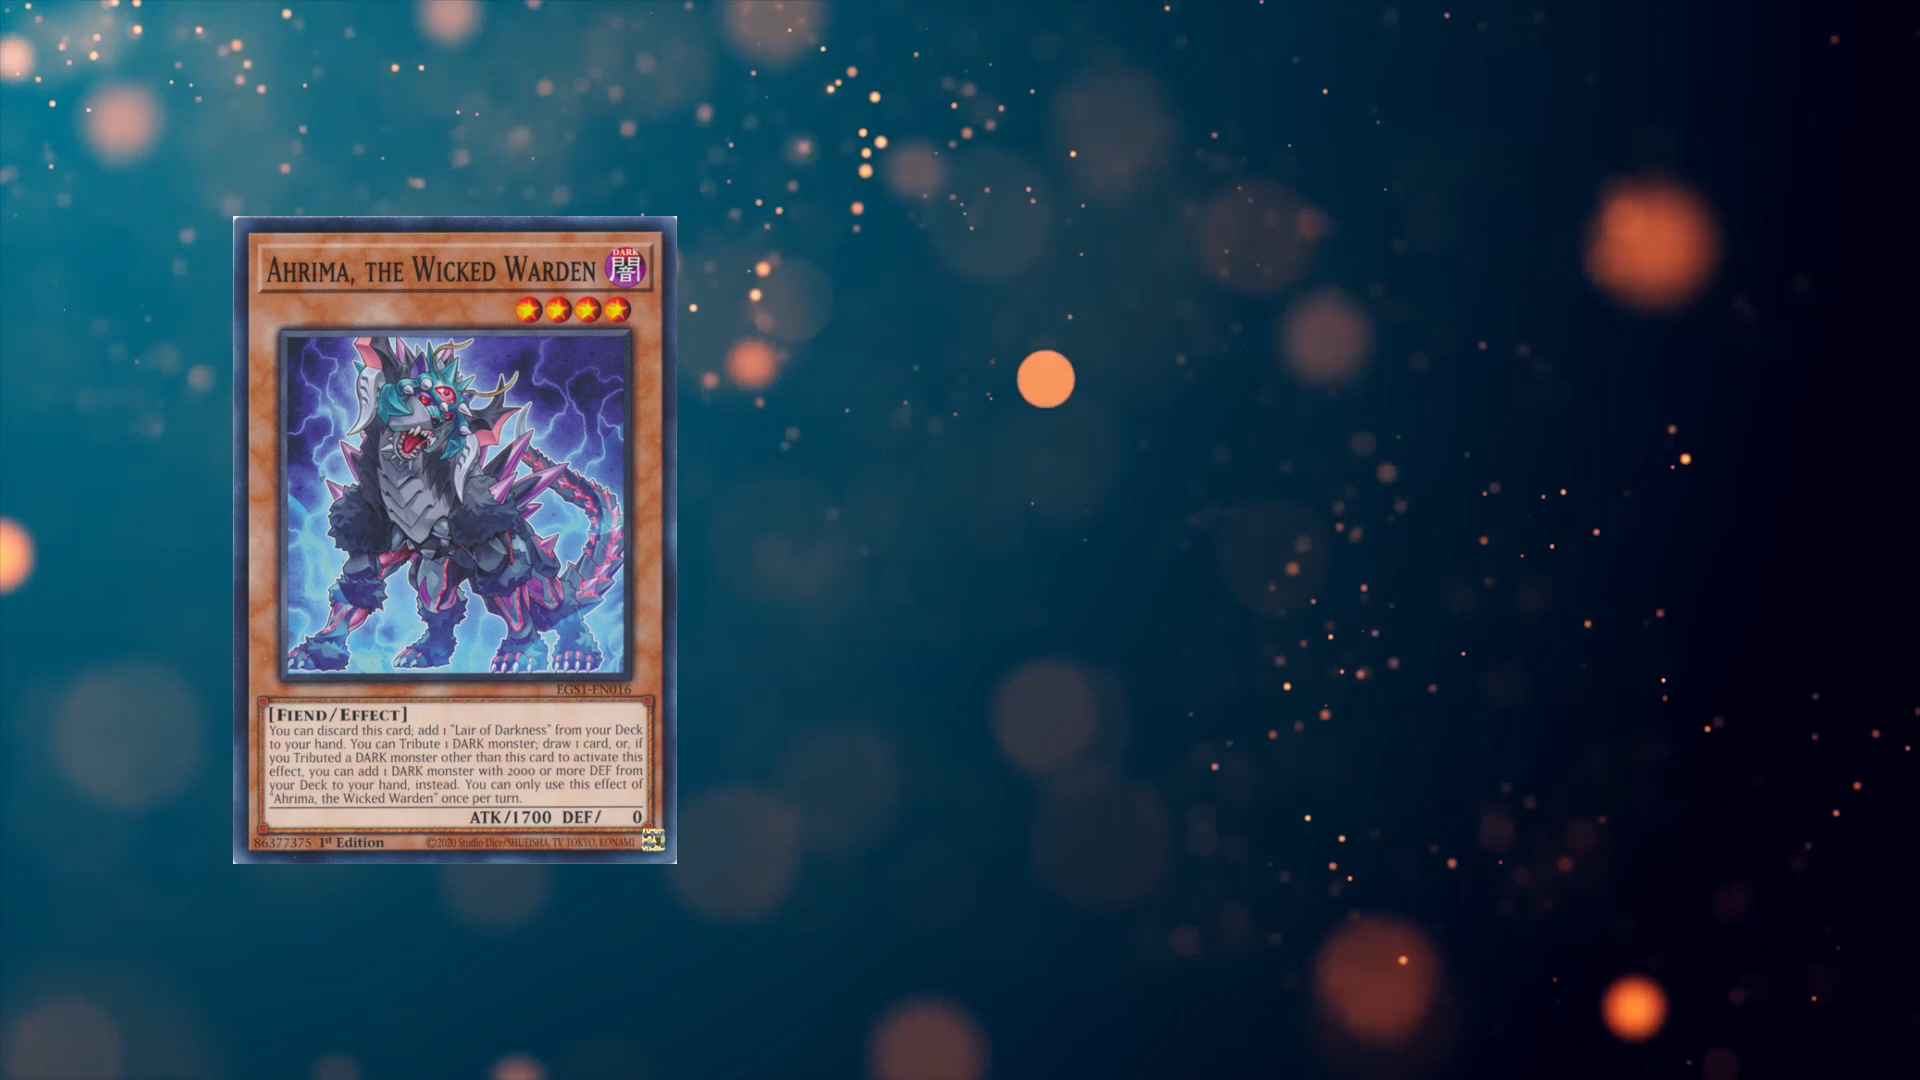 AHRIMA, THE WICKED WARDEN
DARK
闇
EGS1-EN016
[FIEND/EFFECT]
You can discard this card; add 1 "Lair of Darkness" from your Deck
to your hand. You can Tribute 1 DARK monster; draw 1 card, or, if
you Tributed a DARK monster other than this card to activate this
effect, you can add 1 DARK monster with 2000 or more DEF from
your Deck to your hand, instead. You can only use this effect of
"Ahrima, the Wicked Warden" once per turn.
ATK/1700 DEF/ 0
86377375 1st Edition ©2020 Studio Dice/SHUEISHA, TV TOKYO, KONAMI